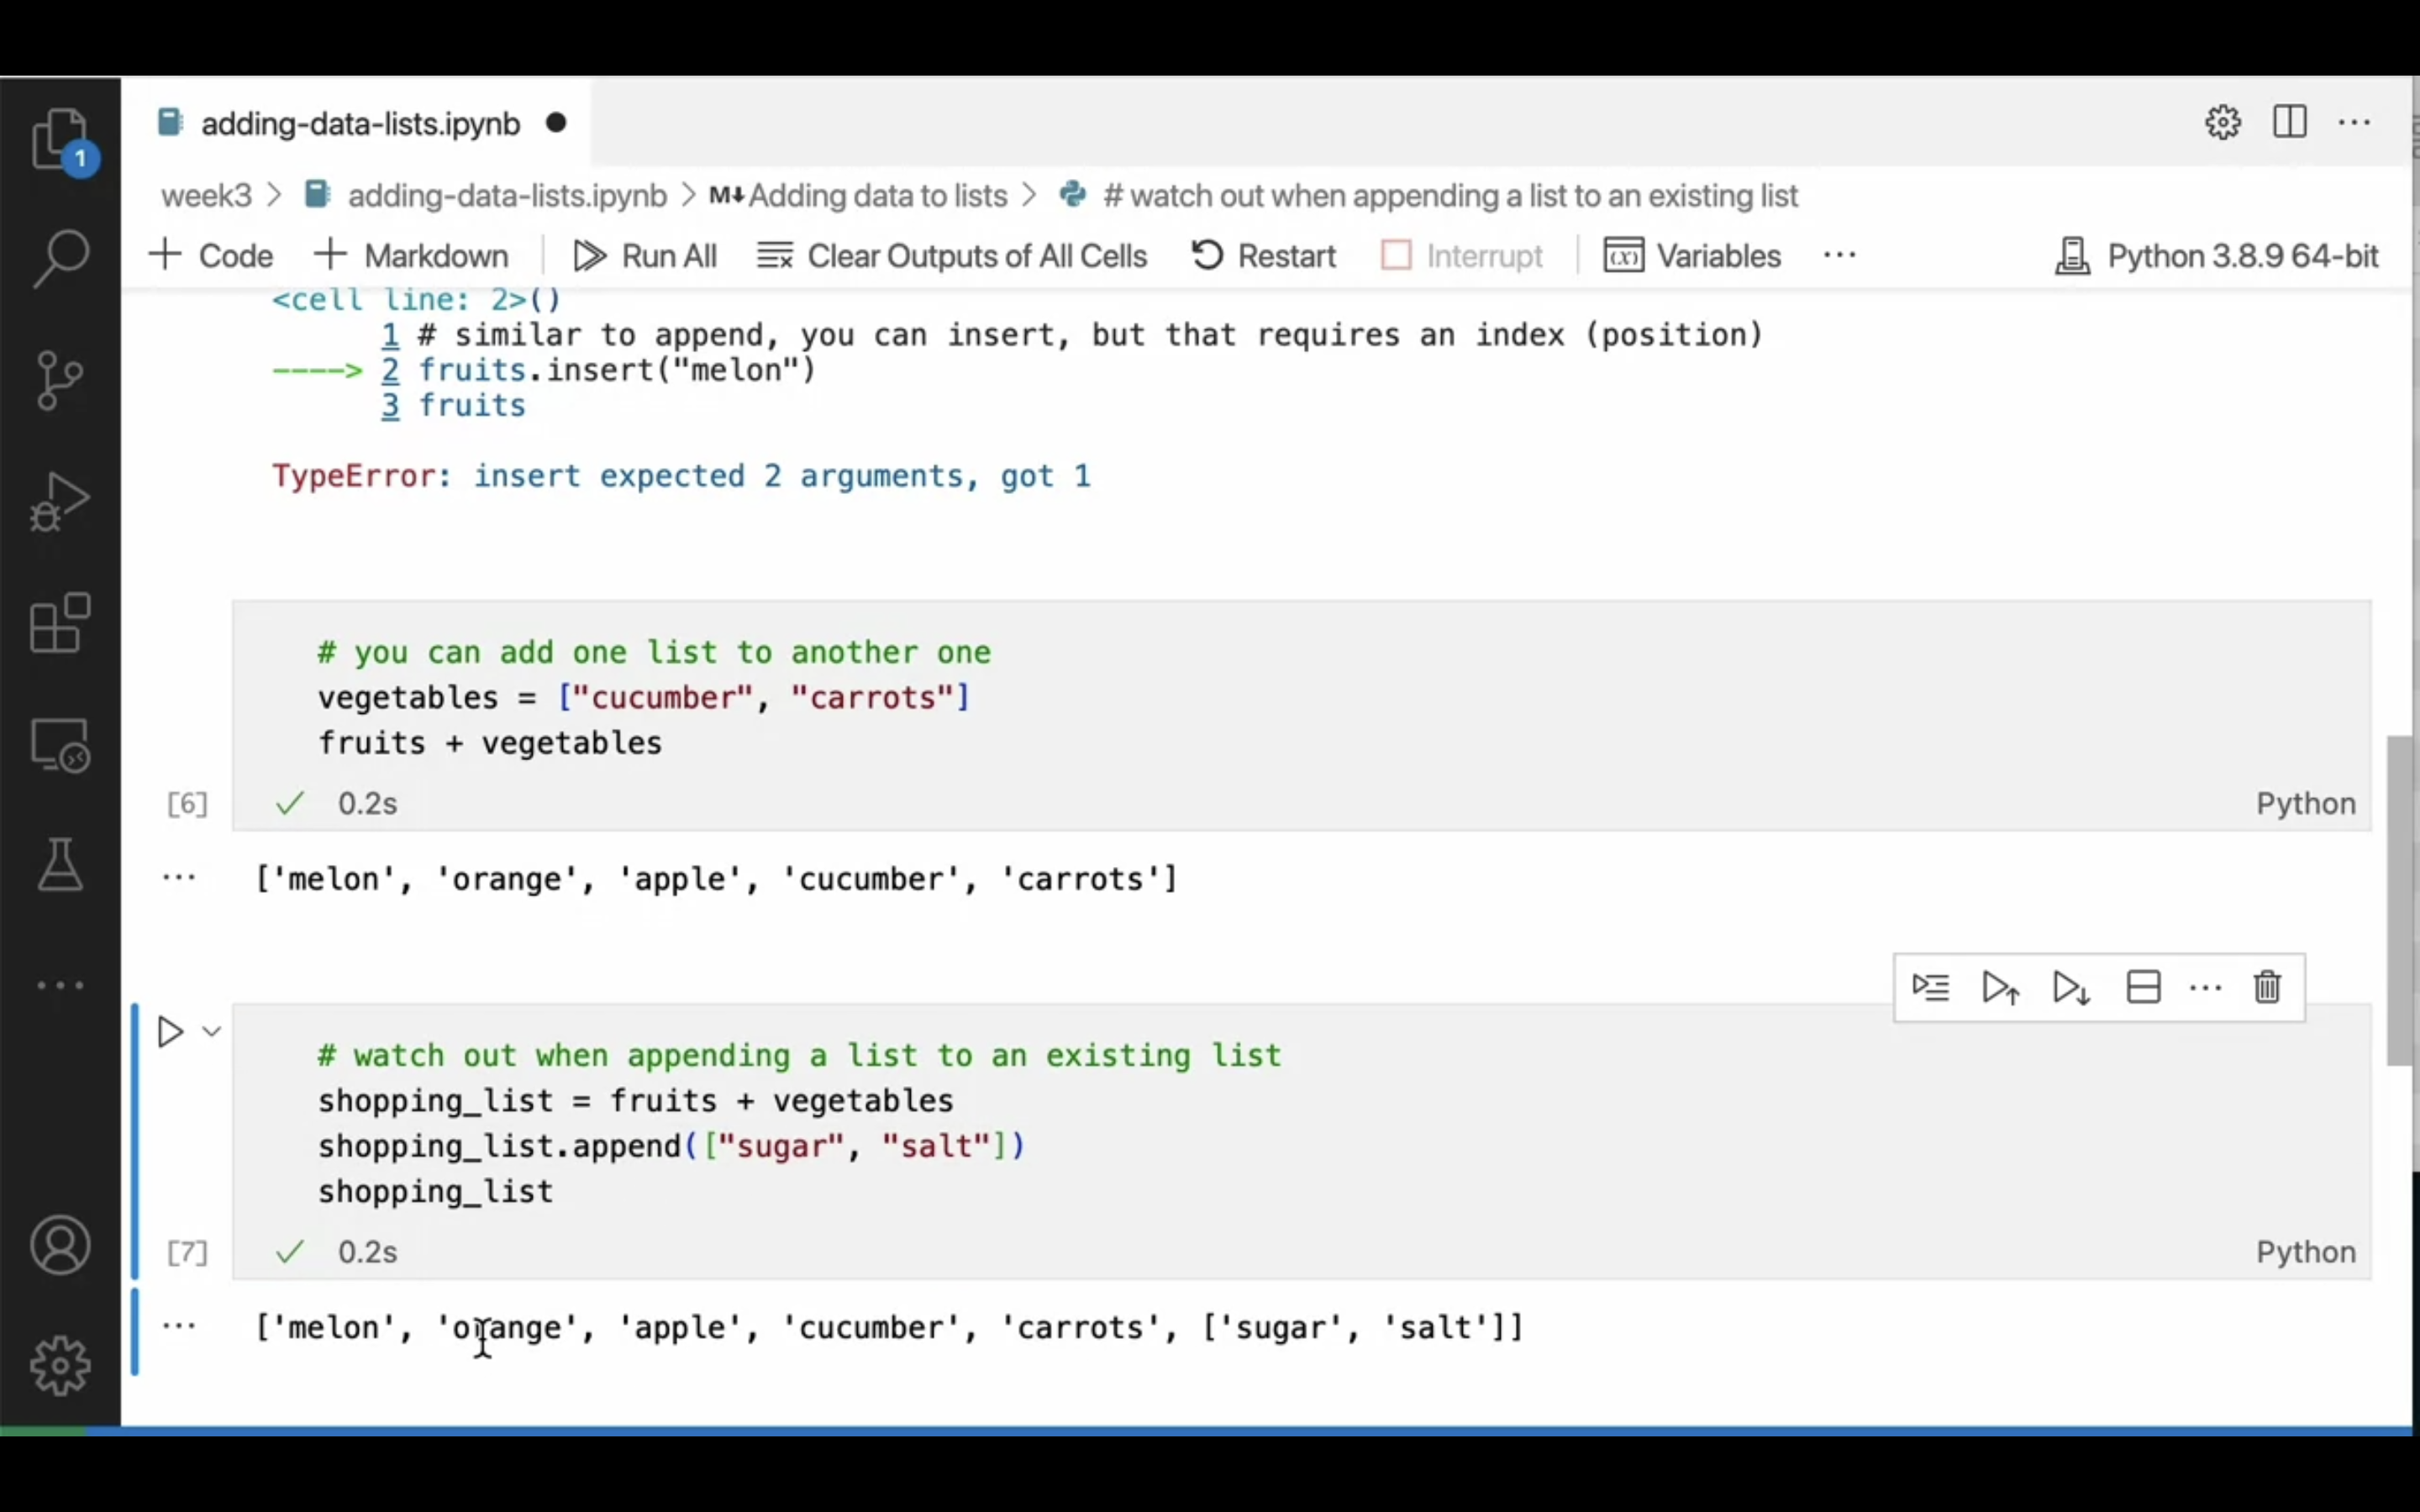 adding-data-lists.ipynb
1
week3 > adding-data-lists.ipynb > M↓ Adding data to lists > # watch out when appending a list to an existing list
+ Code + Markdown Run All Clear Outputs of All Cells Restart Interrupt (x) Variables ... Python 3.8.9 64-bit
<cell line: 2>()
1 # similar to append, you can insert, but that requires an index (position)
----> 2 fruits.insert("melon")
3 fruits
TypeError: insert expected 2 arguments, got 1
# you can add one list to another one
vegetables = ["cucumber", "carrots"]
fruits + vegetables
[6] ✓ 0.2s Python
... ['melon', 'orange', 'apple', 'cucumber', 'carrots']
# watch out when appending a list to an existing list
shopping_list = fruits + vegetables
shopping_list.append(["sugar", "salt"])
shopping_list
[7] ✓ 0.2s Python
... ['melon', 'orange', 'apple', 'cucumber', 'carrots', ['sugar', 'salt']]